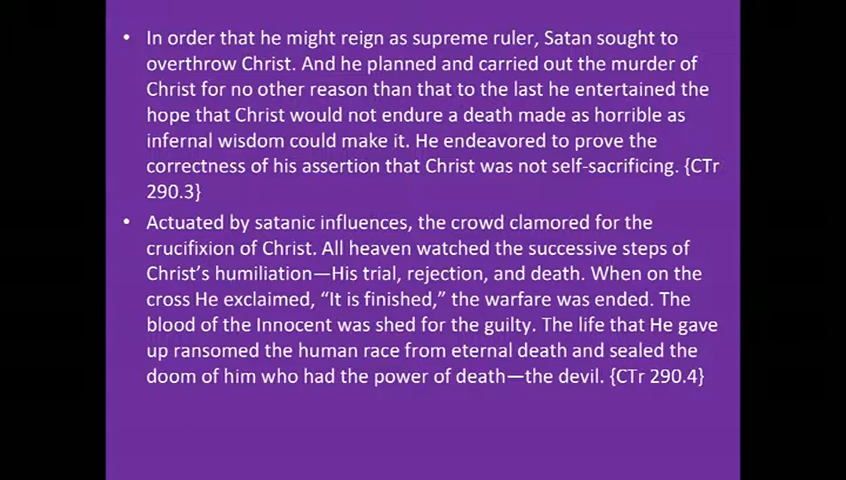 • In order that he might reign as supreme ruler, Satan sought to
overthrow Christ. And he planned and carried out the murder of
Christ for no other reason than that to the last he entertained the
hope that Christ would not endure a death made as horrible as
infernal wisdom could make it. He endeavored to prove the
correctness of his assertion that Christ was not self-sacrificing. {CTr
290.3}
• Actuated by satanic influences, the crowd clamored for the
crucifixion of Christ. All heaven watched the successive steps of
Christ’s humiliation—His trial, rejection, and death. When on the
cross He exclaimed, “It is finished,” the warfare was ended. The
blood of the Innocent was shed for the guilty. The life that He gave
up ransomed the human race from eternal death and sealed the
doom of him who had the power of death—the devil. {CTr 290.4}